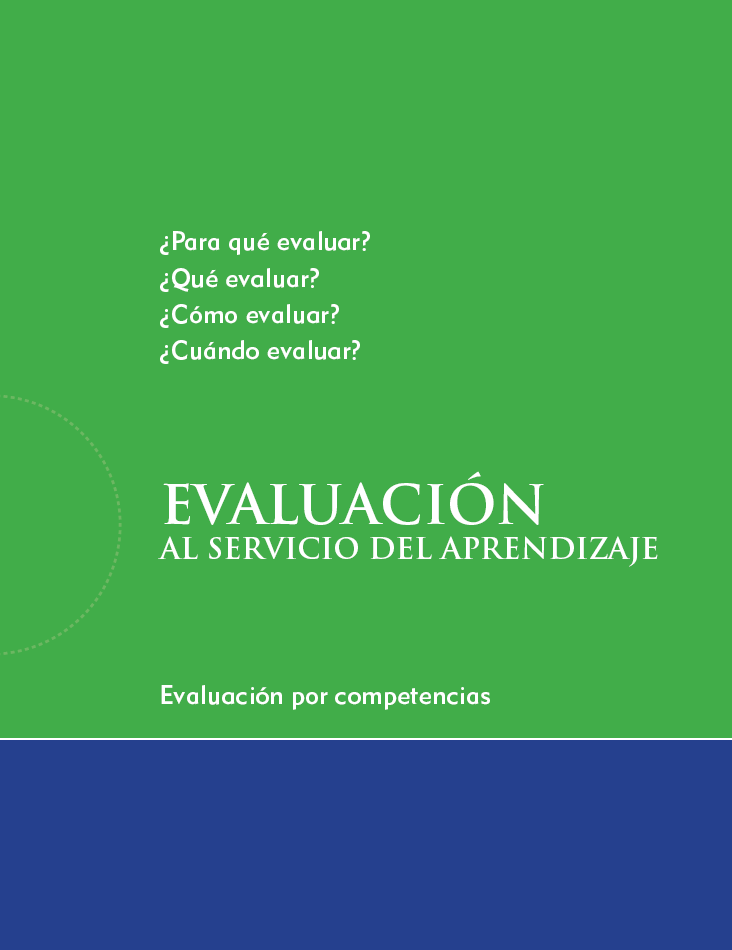 ¿Para qué evaluar?
¿Qué evaluar?
¿Cómo evaluar?
¿Cuándo evaluar?
EVALUACIÓN
AL SERVICIO DEL APRENDIZAJE
Evaluación por competencias